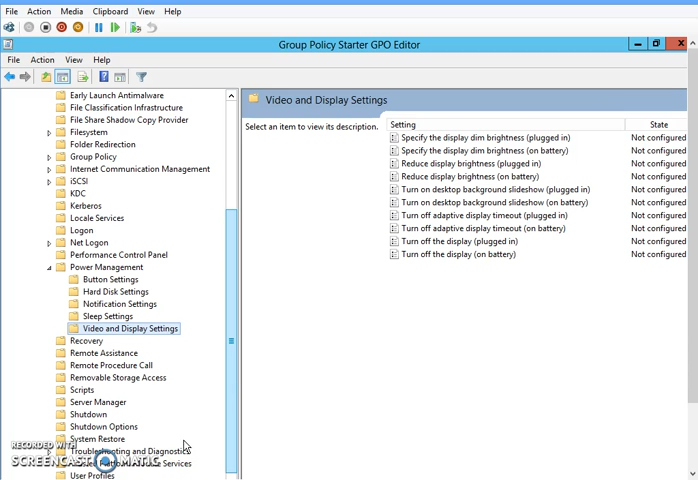 File Action Media Clipboard View Help
Group Policy Starter GPO Editor
File Action View Help
Early Launch Antimalware
File Classification Infrastructure
File Share Shadow Copy Provider
Filesystem
Folder Redirection
Group Policy
Internet Communication Management
iSCSI
KDC
Kerberos
Locale Services
Logon
Net Logon
Performance Control Panel
Power Management
Button Settings
Hard Disk Settings
Notification Settings
Sleep Settings
Video and Display Settings
Recovery
Remote Assistance
Remote Procedure Call
Removable Storage Access
Scripts
Server Manager
Shutdown
Shutdown Options
System Restore
Troubleshooting and Diagnostics
Services
User Profiles
RECORDED WITH
SCREENCAST MATIC
Video and Display Settings
Select an item to view its description.
Setting State
Specify the display dim brightness (plugged in) Not configured
Specify the display dim brightness (on battery) Not configured
Reduce display brightness (plugged in) Not configured
Reduce display brightness (on battery) Not configured
Turn on desktop background slideshow (plugged in) Not configured
Turn on desktop background slideshow (on battery) Not configured
Turn off adaptive display timeout (plugged in) Not configured
Turn off adaptive display timeout (on battery) Not configured
Turn off the display (plugged in) Not configured
Turn off the display (on battery) Not configured